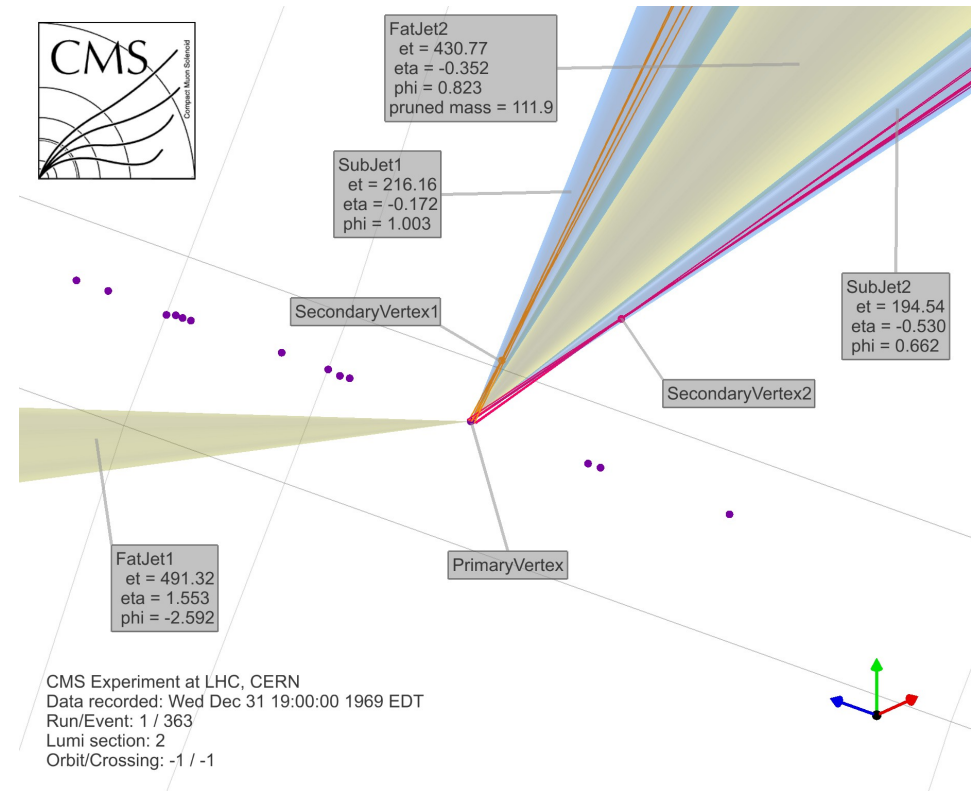 CMS
Compact Muon Solenoid
FatJet2
et = 430.77
eta = -0.352
phi = 0.823
pruned mass = 111.9
SubJet1
et = 216.16
eta = -0.172
phi = 1.003
SubJet2
et = 194.54
eta = -0.530
phi = 0.662
SecondaryVertex1
SecondaryVertex2
PrimaryVertex
FatJet1
et = 491.32
eta = 1.553
phi = -2.592
CMS Experiment at LHC, CERN
Data recorded: Wed Dec 31 19:00:00 1969 EDT
Run/Event: 1 / 363
Lumi section: 2
Orbit/Crossing: -1 / -1